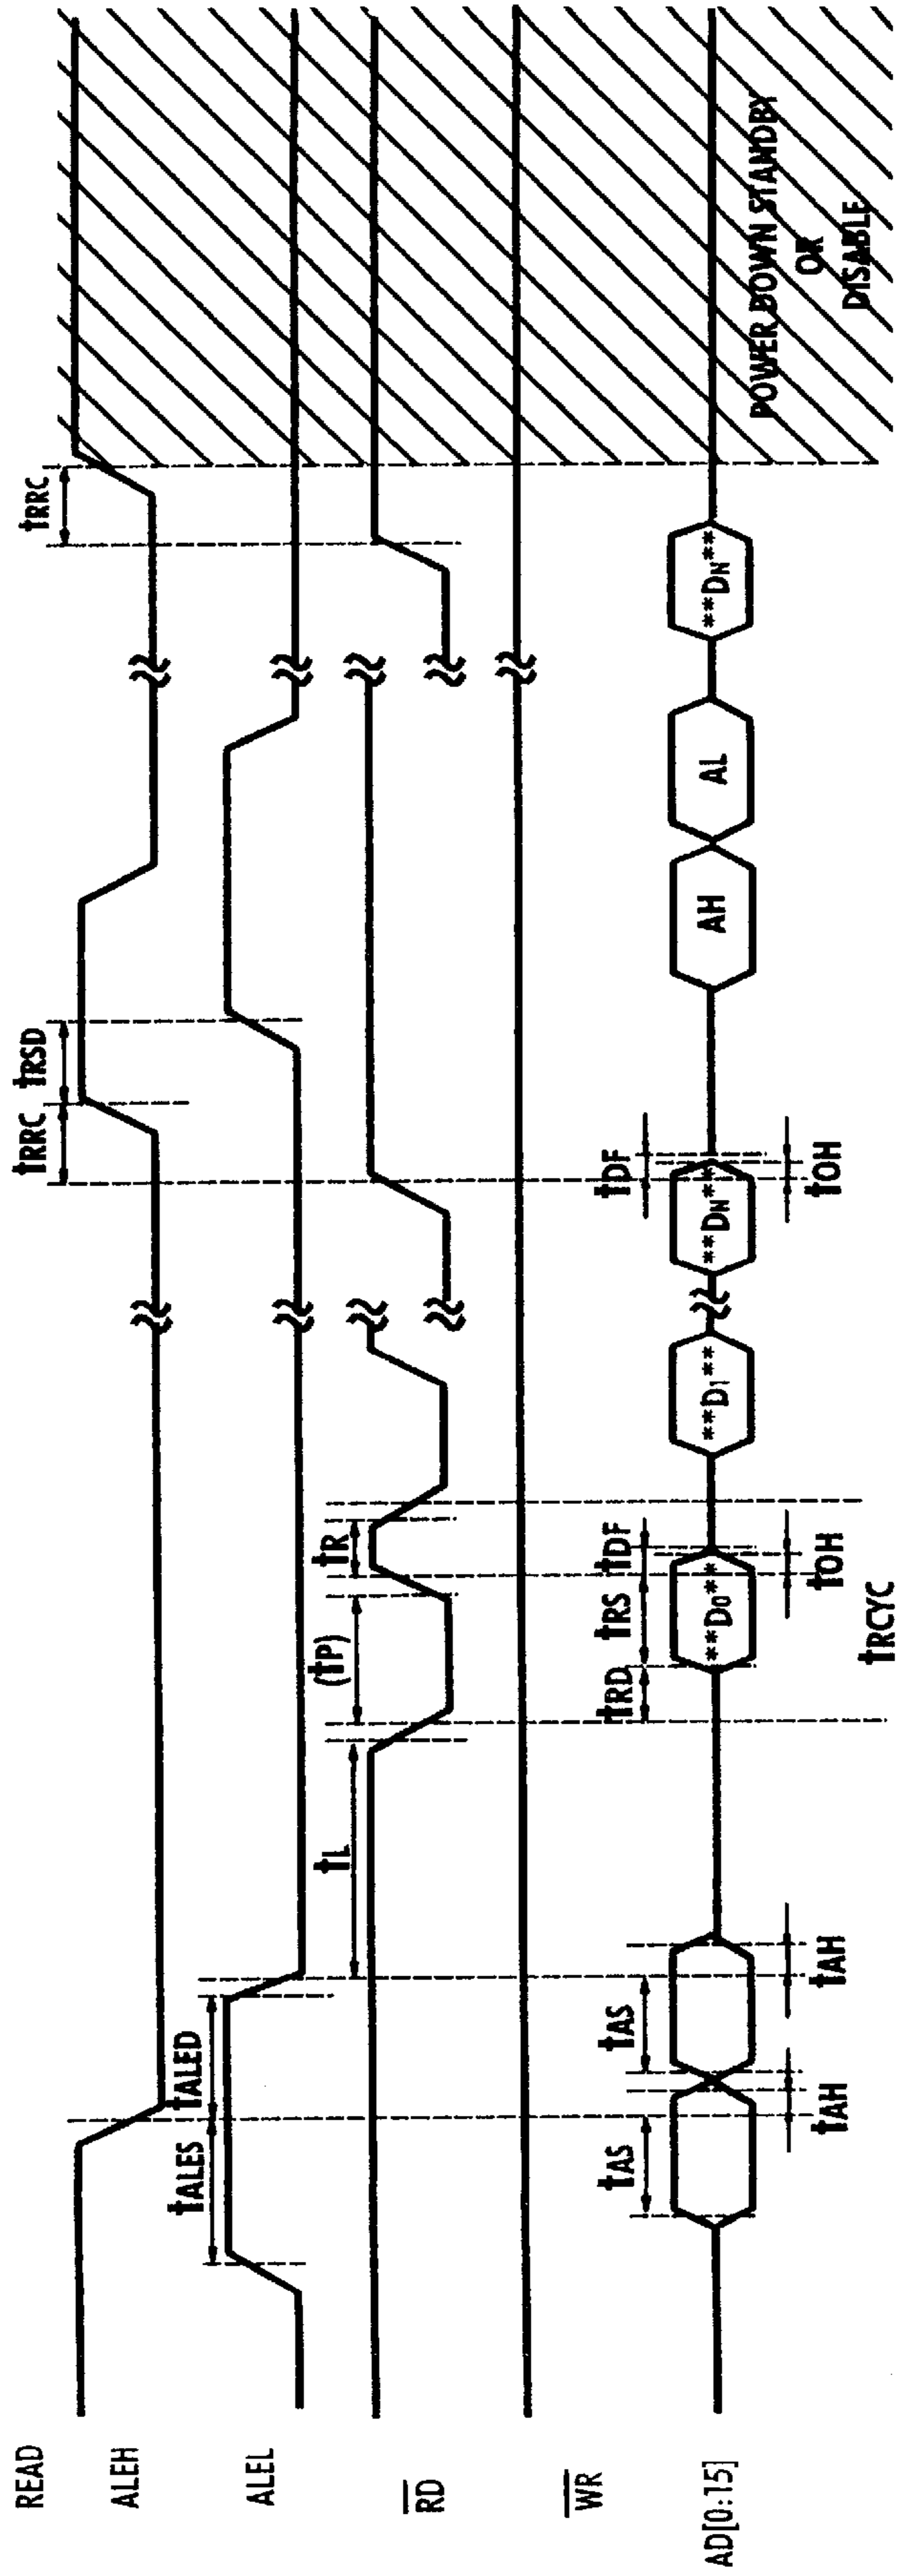 READ
ALEH
ALEL
RD
WR
AD[0:15]
tALES
tALED
tL
(tP)
tR
tRRC
tRSD
tRRC
tAS
tAH
tAS
tAH
tRD
tRS
tDF
tOH
tRCYC
tDF
tOH
**D0**
**D1**
**DN**
AH
AL
**DN**
POWER DOWN STANDBY
OR
DISABLE